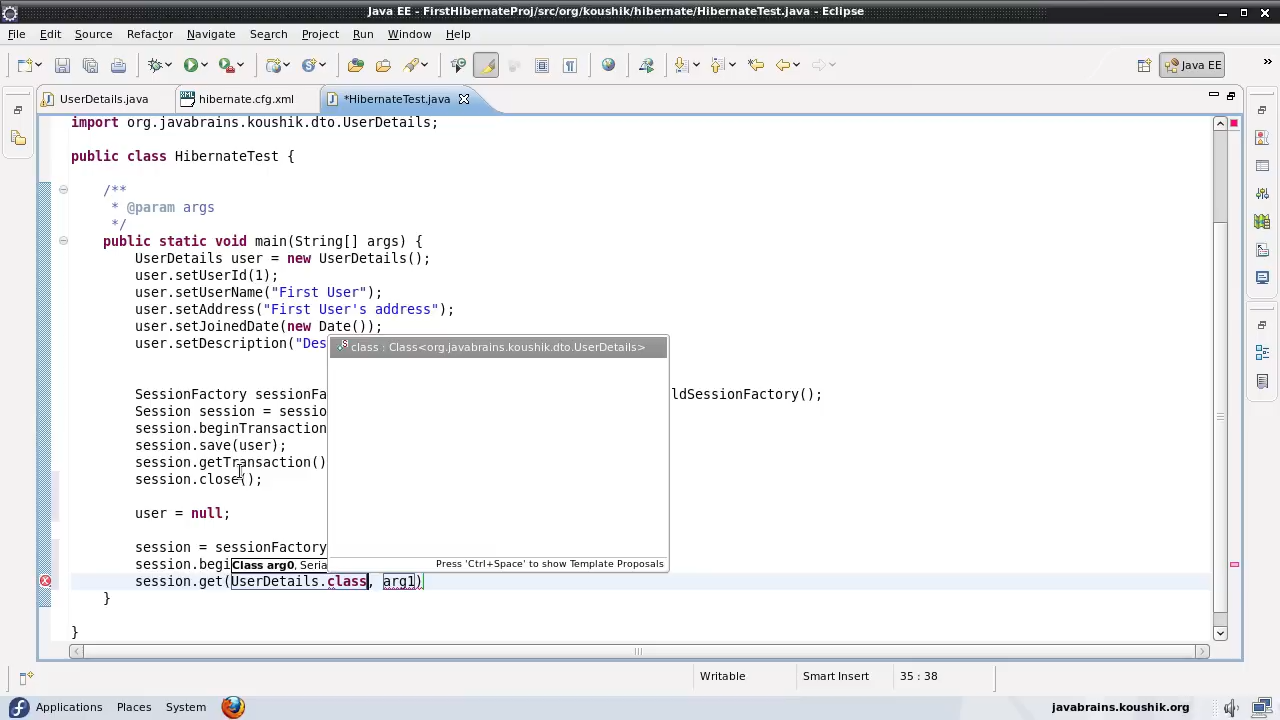 Java EE - FirstHibernateProj/src/org/koushik/hibernate/HibernateTest.java - Eclipse
File Edit Source Refactor Navigate Search Project Run Window Help
Java EE »
UserDetails.java hibernate.cfg.xml *HibernateTest.java
import org.javabrains.koushik.dto.UserDetails;
public class HibernateTest {
/**
* @param args
*/
public static void main(String[] args) {
UserDetails user = new UserDetails();
user.setUserId(1);
user.setUserName("First User");
user.setAddress("First User's address");
user.setJoinedDate(new Date());
user.setDescription("Des
class : Class<org.javabrains.koushik.dto.UserDetails>
SessionFactory sessionFa ldSessionFactory();
Session session = sessio
session.beginTransaction
session.save(user);
session.getTransaction()
session.close();
user = null;
session = sessionFactory
session.begi Class arg0, Seria Press 'Ctrl+Space' to show Template Proposals
session.get(UserDetails.class, arg1)
}
}
Writable Smart Insert 35 : 38
Applications Places System javabrains.koushik.org